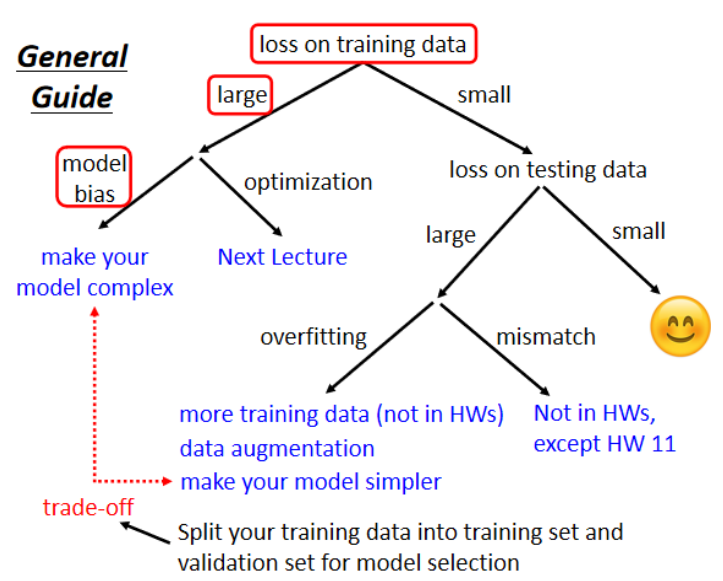 General
Guide
loss on training data
large
small
model
bias
optimization
loss on testing data
make your
model complex
Next Lecture
large
small
overfitting
mismatch
more training data (not in HWs)
data augmentation
make your model simpler
Not in HWs,
except HW 11
trade-off
Split your training data into training set and
validation set for model selection